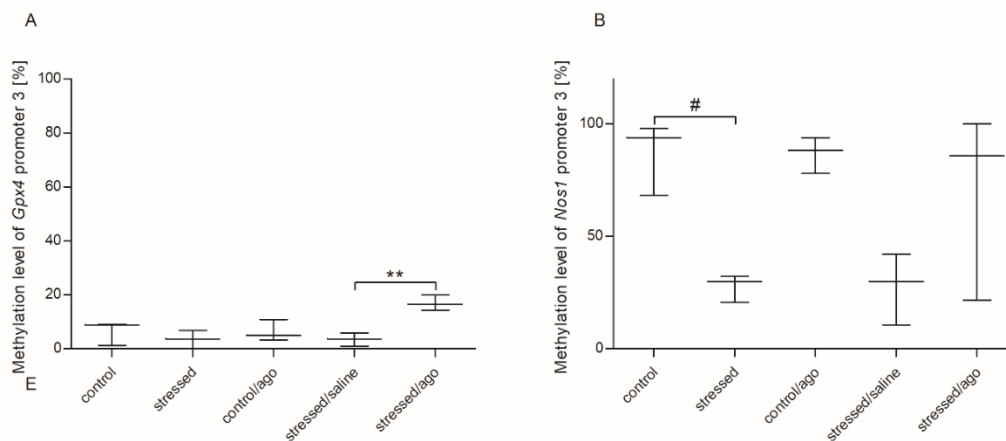 A
Methylation level of Gpx4 promoter 3 [%]
100
80
60
40
20
0
**
control
stressed
control/ago
stressed/saline
stressed/ago
B
Methylation level of Nos1 promoter 3 [%]
100
50
0
#
control
stressed
control/ago
stressed/saline
stressed/ago
E